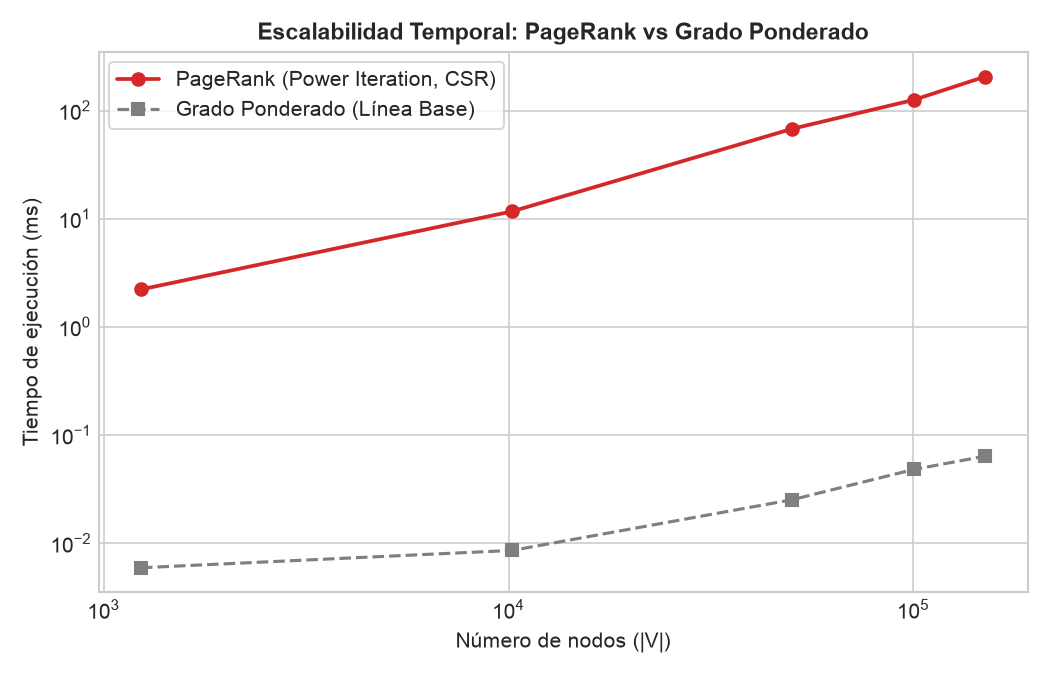 Escalabilidad Temporal: PageRank vs Grado Ponderado
PageRank (Power Iteration, CSR)
Grado Ponderado (Línea Base)
Tiempo de ejecución (ms)
10²
10¹
10⁰
10⁻¹
10⁻²
10³ 10⁴ 10⁵
Número de nodos (|V|)